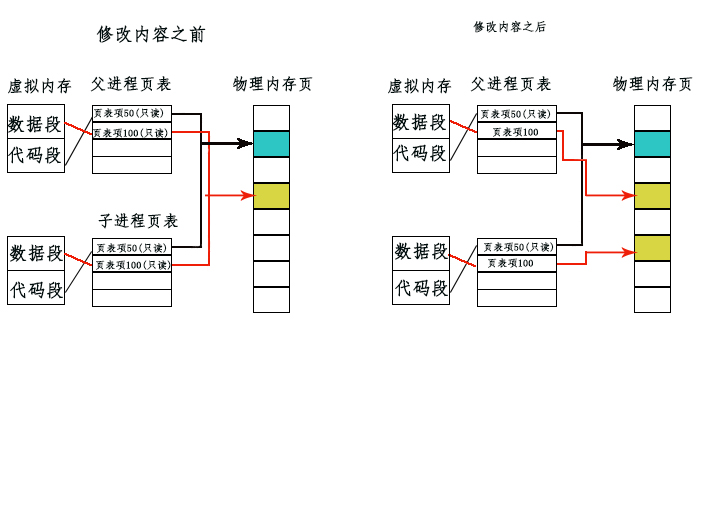 修改内容之前
虚拟内存 父进程页表 物理内存页
数据段
代码段
页表项50(只读)
页表项100(只读)
子进程页表
数据段
代码段
页表项50(只读)
页表项100(只读)
修改内容之后
虚拟内存 父进程页表 物理内存页
数据段
代码段
页表项50(只读)
页表项100
数据段
代码段
页表项50(只读)
页表项100